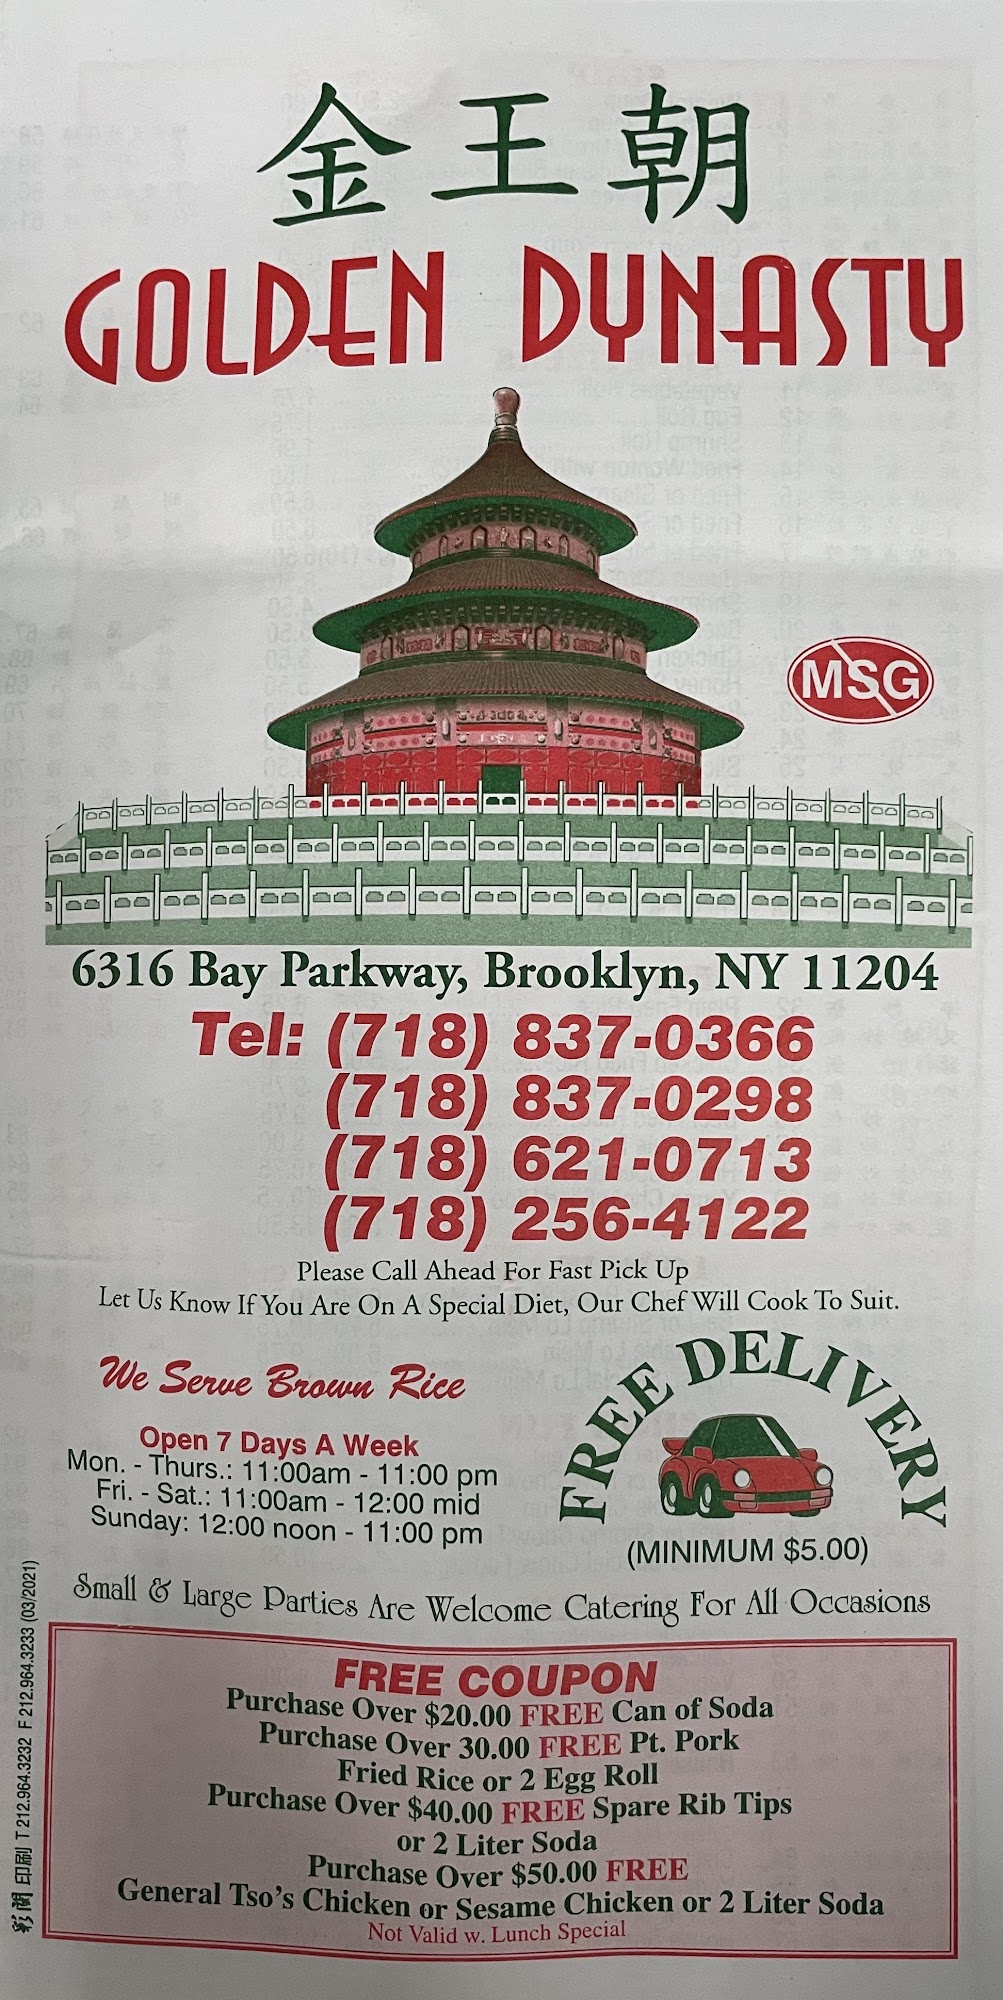 金王朝
GOLDEN DYNASTY
MSG
6316 Bay Parkway, Brooklyn, NY 11204
Tel: (718) 837-0366
(718) 837-0298
(718) 621-0713
(718) 256-4122
Please Call Ahead For Fast Pick Up
Let Us Know If You Are On A Special Diet, Our Chef Will Cook To Suit.
We Serve Brown Rice
Open 7 Days A Week
Mon. - Thurs.: 11:00am - 11:00 pm
Fri. - Sat.: 11:00am - 12:00 mid
Sunday: 12:00 noon - 11:00 pm
FREE DELIVERY
(MINIMUM $5.00)
Small & Large Parties Are Welcome Catering For All Occasions
FREE COUPON
Purchase Over $20.00 FREE Can of Soda
Purchase Over 30.00 FREE Pt. Pork
Fried Rice or 2 Egg Roll
Purchase Over $40.00 FREE Spare Rib Tips
or 2 Liter Soda
Purchase Over $50.00 FREE
General Tso's Chicken or Sesame Chicken or 2 Liter Soda
Not Valid w. Lunch Special
印刷 T 212.964.3232 F 212.964.3233 (03/2021)